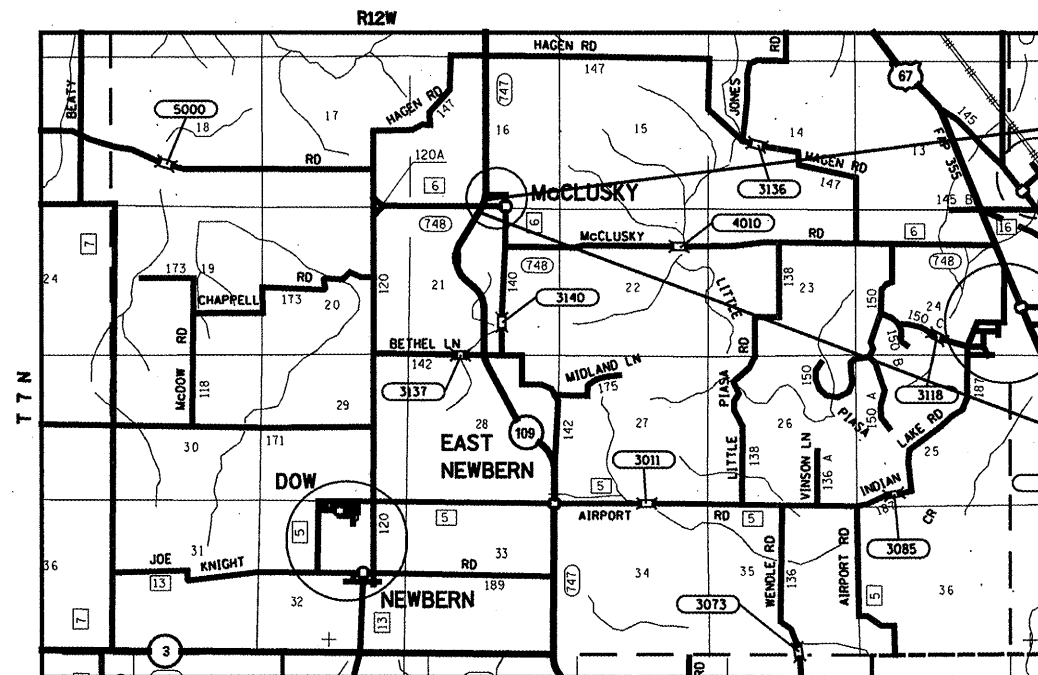 R12W
HAGEN RD
147
RD
67
BEATY
5000
18
17
HAGEN RD
147
747
16
15
JONES
14
145
13
FAP 355
RD
120A
6
McCLUSKY
3136
HAGEN RD
147
145 B
748
6
4010
16
7
McCLUSKY
RD
6
748
748
24
173
19
RD
CHAPPELL
173
20
120
21
140
3140
22
LITTLE
138
23
150
24
150 C
150 B
BETHEL LN
142
MIDLAND LN
175
RD
150
3118
187
McDOW RD
118
3137
T 7 N
29
28
109
142
27
PIASA
26
PIASA
150 A
LAKE RD
30
171
EAST
NEWBERN
3011
LITTLE
138
VINSON LN
136 A
25
DOW
5
INDIAN
187
CR
5
120
5
AIRPORT
RD
5
3085
31
JOE
KNIGHT
33
RD
189
36
13
34
35
WENDLE RD
136
AIRPORT RD
5
36
32
NEWBERN
747
3073
7
13
3
RD